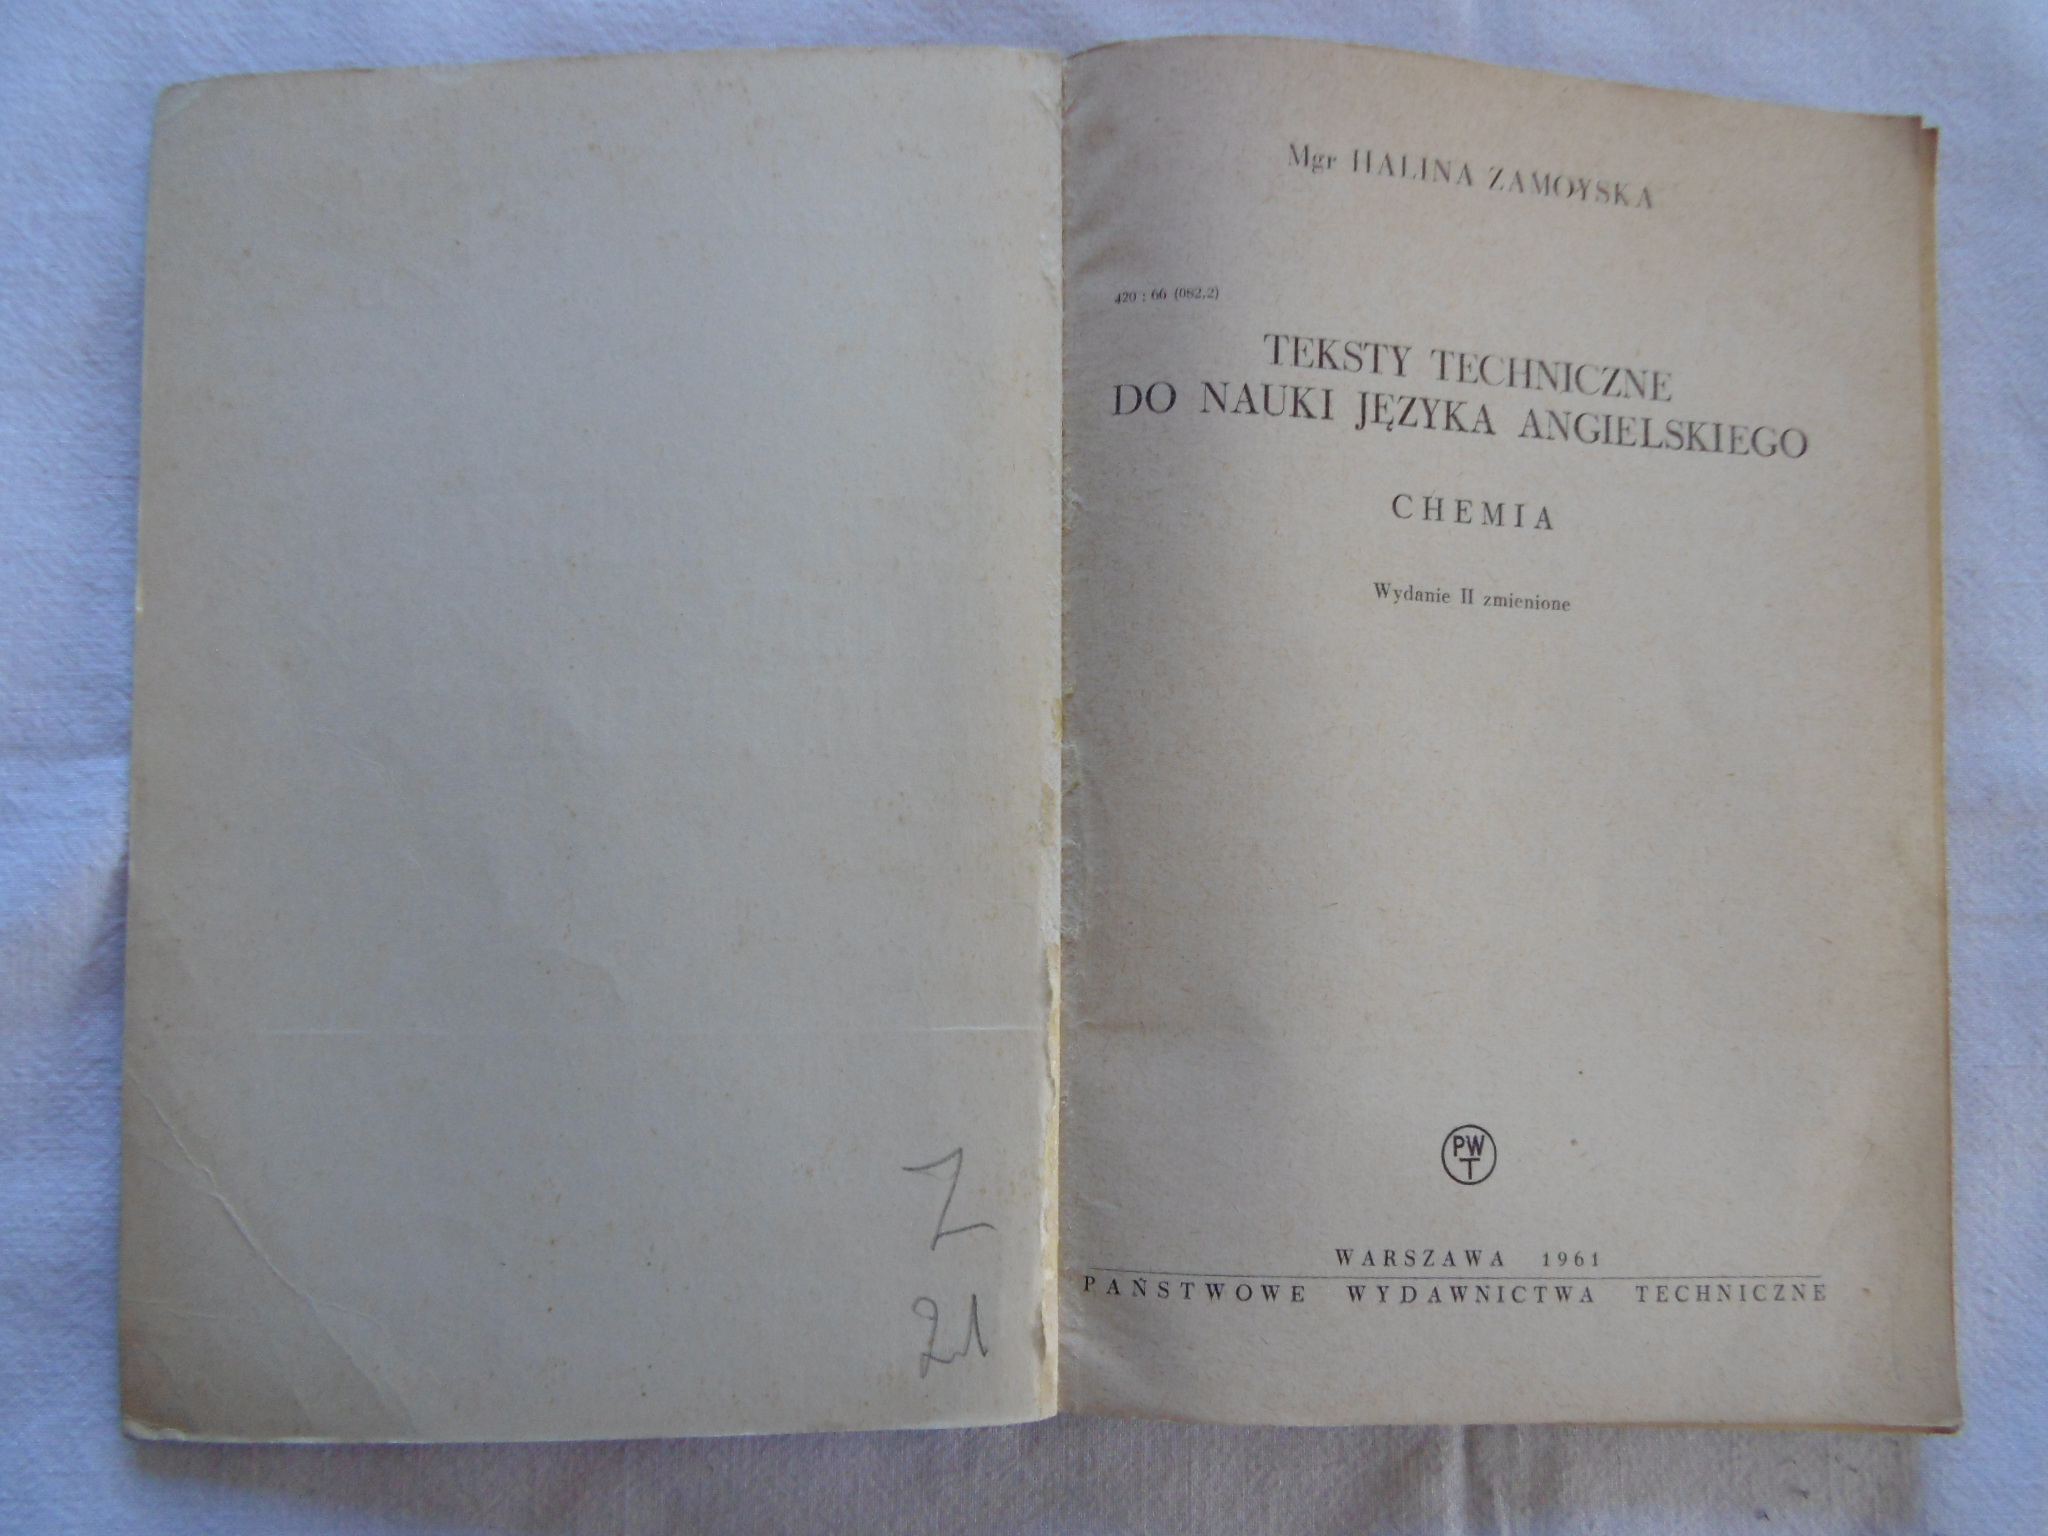 Z
21
Mgr HALINA ZAMOYSKA
420 : 66 (082.2)
TEKSTY TECHNICZNE
DO NAUKI JĘZYKA ANGIELSKIEGO
CHEMIA
Wydanie II zmienione
PW
T
WARSZAWA 1961
PAŃSTWOWE WYDAWNICTWA TECHNICZNE